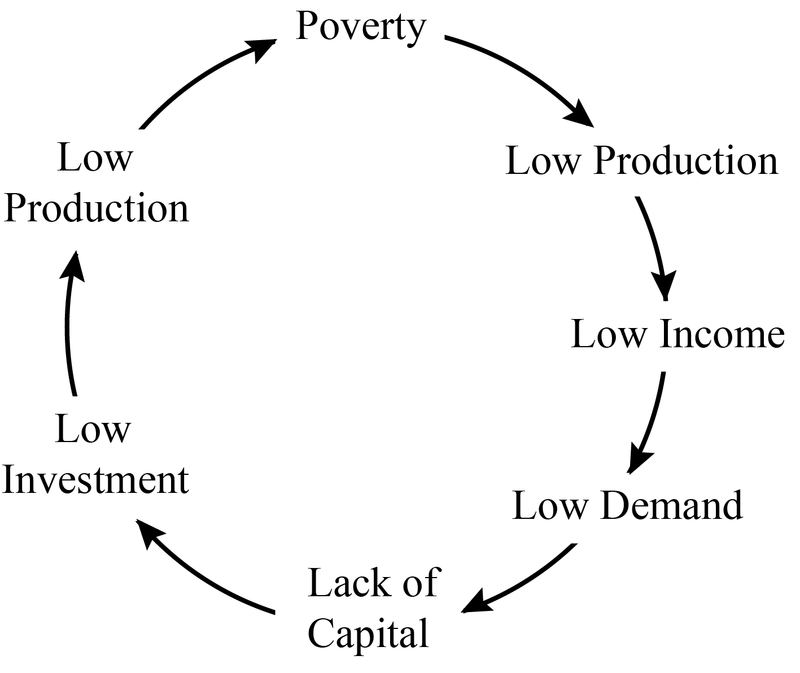 Poverty
Low Production
Low Income
Low Demand
Lack of
Capital
Low
Investment
Low
Production